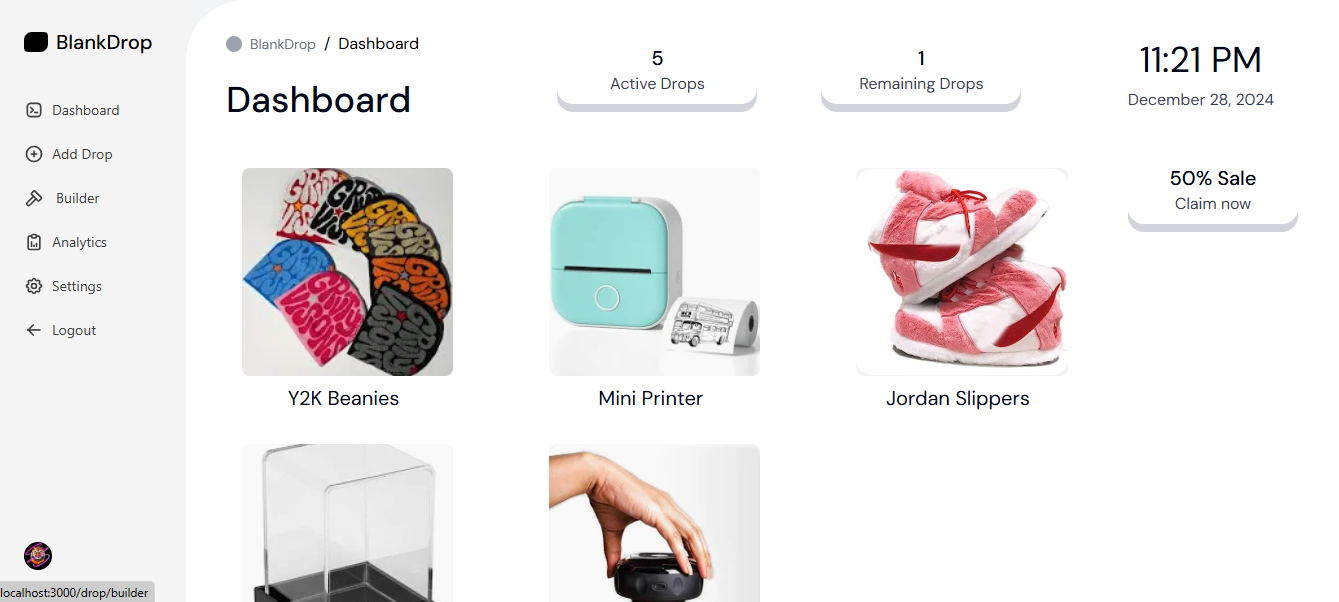 BlankDrop
Dashboard
Add Drop
Builder
Analytics
Settings
Logout
BlankDrop / Dashboard
Dashboard
5
Active Drops
1
Remaining Drops
11:21 PM
December 28, 2024
50% Sale
Claim now
Y2K Beanies
Mini Printer
Jordan Slippers
localhost:3000/drop/builder